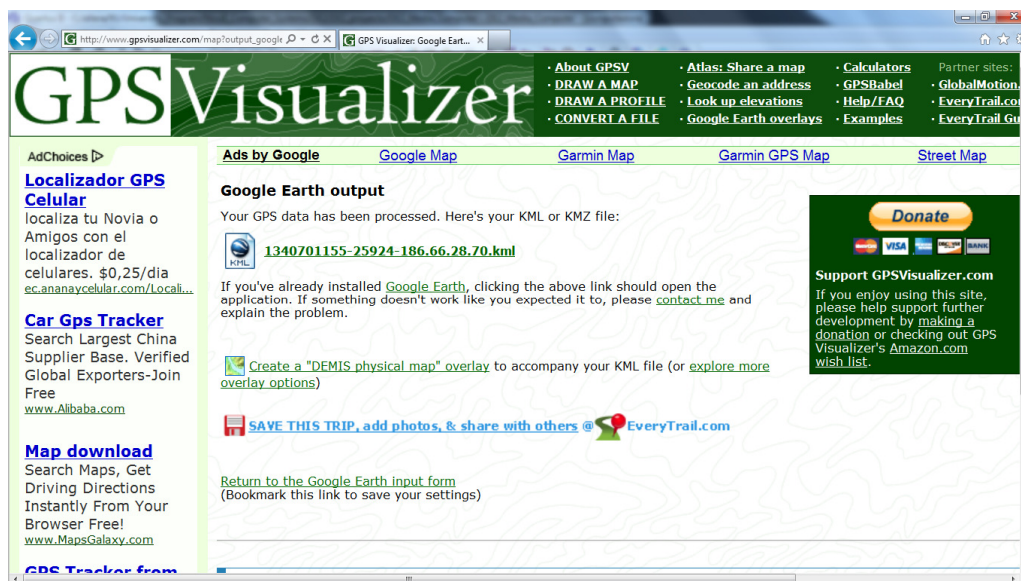 http://www.gpsvisualizer.com/map?output_google
GPS Visualizer: Google Eart...
GPSVisualizer
· About GPSV
· DRAW A MAP
· DRAW A PROFILE
· CONVERT A FILE
· Atlas: Share a map
· Geocode an address
· Look up elevations
· Google Earth overlays
· Calculators
· GPSBabel
· Help/FAQ
· Examples
Partner sites:
· GlobalMotion.
· EveryTrail.co
· EveryTrail Gu
AdChoices
Localizador GPS
Celular
localiza tu Novia o
Amigos con el
localizador de
celulares. $0,25/dia
ec.ananaycelular.com/Locali...
Car Gps Tracker
Search Largest China
Supplier Base. Verified
Global Exporters-Join
Free
www.Alibaba.com
Map download
Search Maps, Get
Driving Directions
Instantly From Your
Browser Free!
www.MapsGalaxy.com
GPS Tracker from
Ads by Google
Google Map
Garmin Map
Garmin GPS Map
Street Map
Google Earth output
Your GPS data has been processed. Here's your KML or KMZ file:
KML
1340701155-25924-186.66.28.70.kml
If you've already installed Google Earth, clicking the above link should open the
application. If something doesn't work like you expected it to, please contact me and
explain the problem.
Create a "DEMIS physical map" overlay to accompany your KML file (or explore more
overlay options)
SAVE THIS TRIP, add photos, & share with others @ EveryTrail.com
Return to the Google Earth input form
(Bookmark this link to save your settings)
Donate
VISA
BANK
Support GPSVisualizer.com
If you enjoy using this site,
please help support further
development by making a
donation or checking out GPS
Visualizer's Amazon.com
wish list.